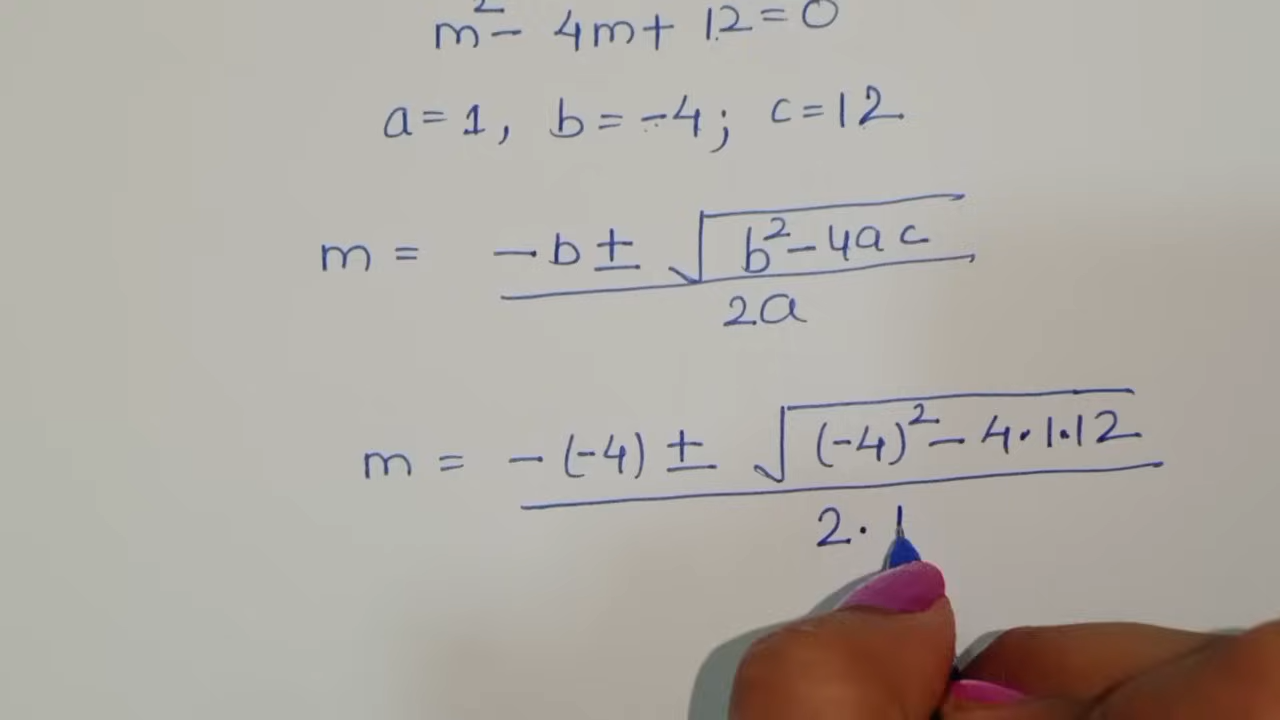 m² - 4m + 12 = 0
a = 1, b = -4; c = 12
m = -b ± √(b² - 4ac)
2a
m = -(-4) ± √((-4)² - 4·1·12)
2·1